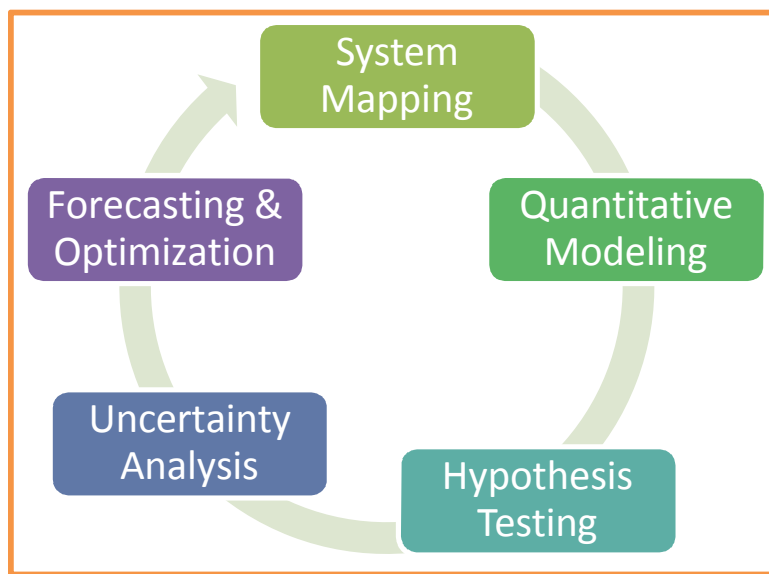 System
Mapping
Quantitative
Modeling
Hypothesis
Testing
Uncertainty
Analysis
Forecasting &
Optimization